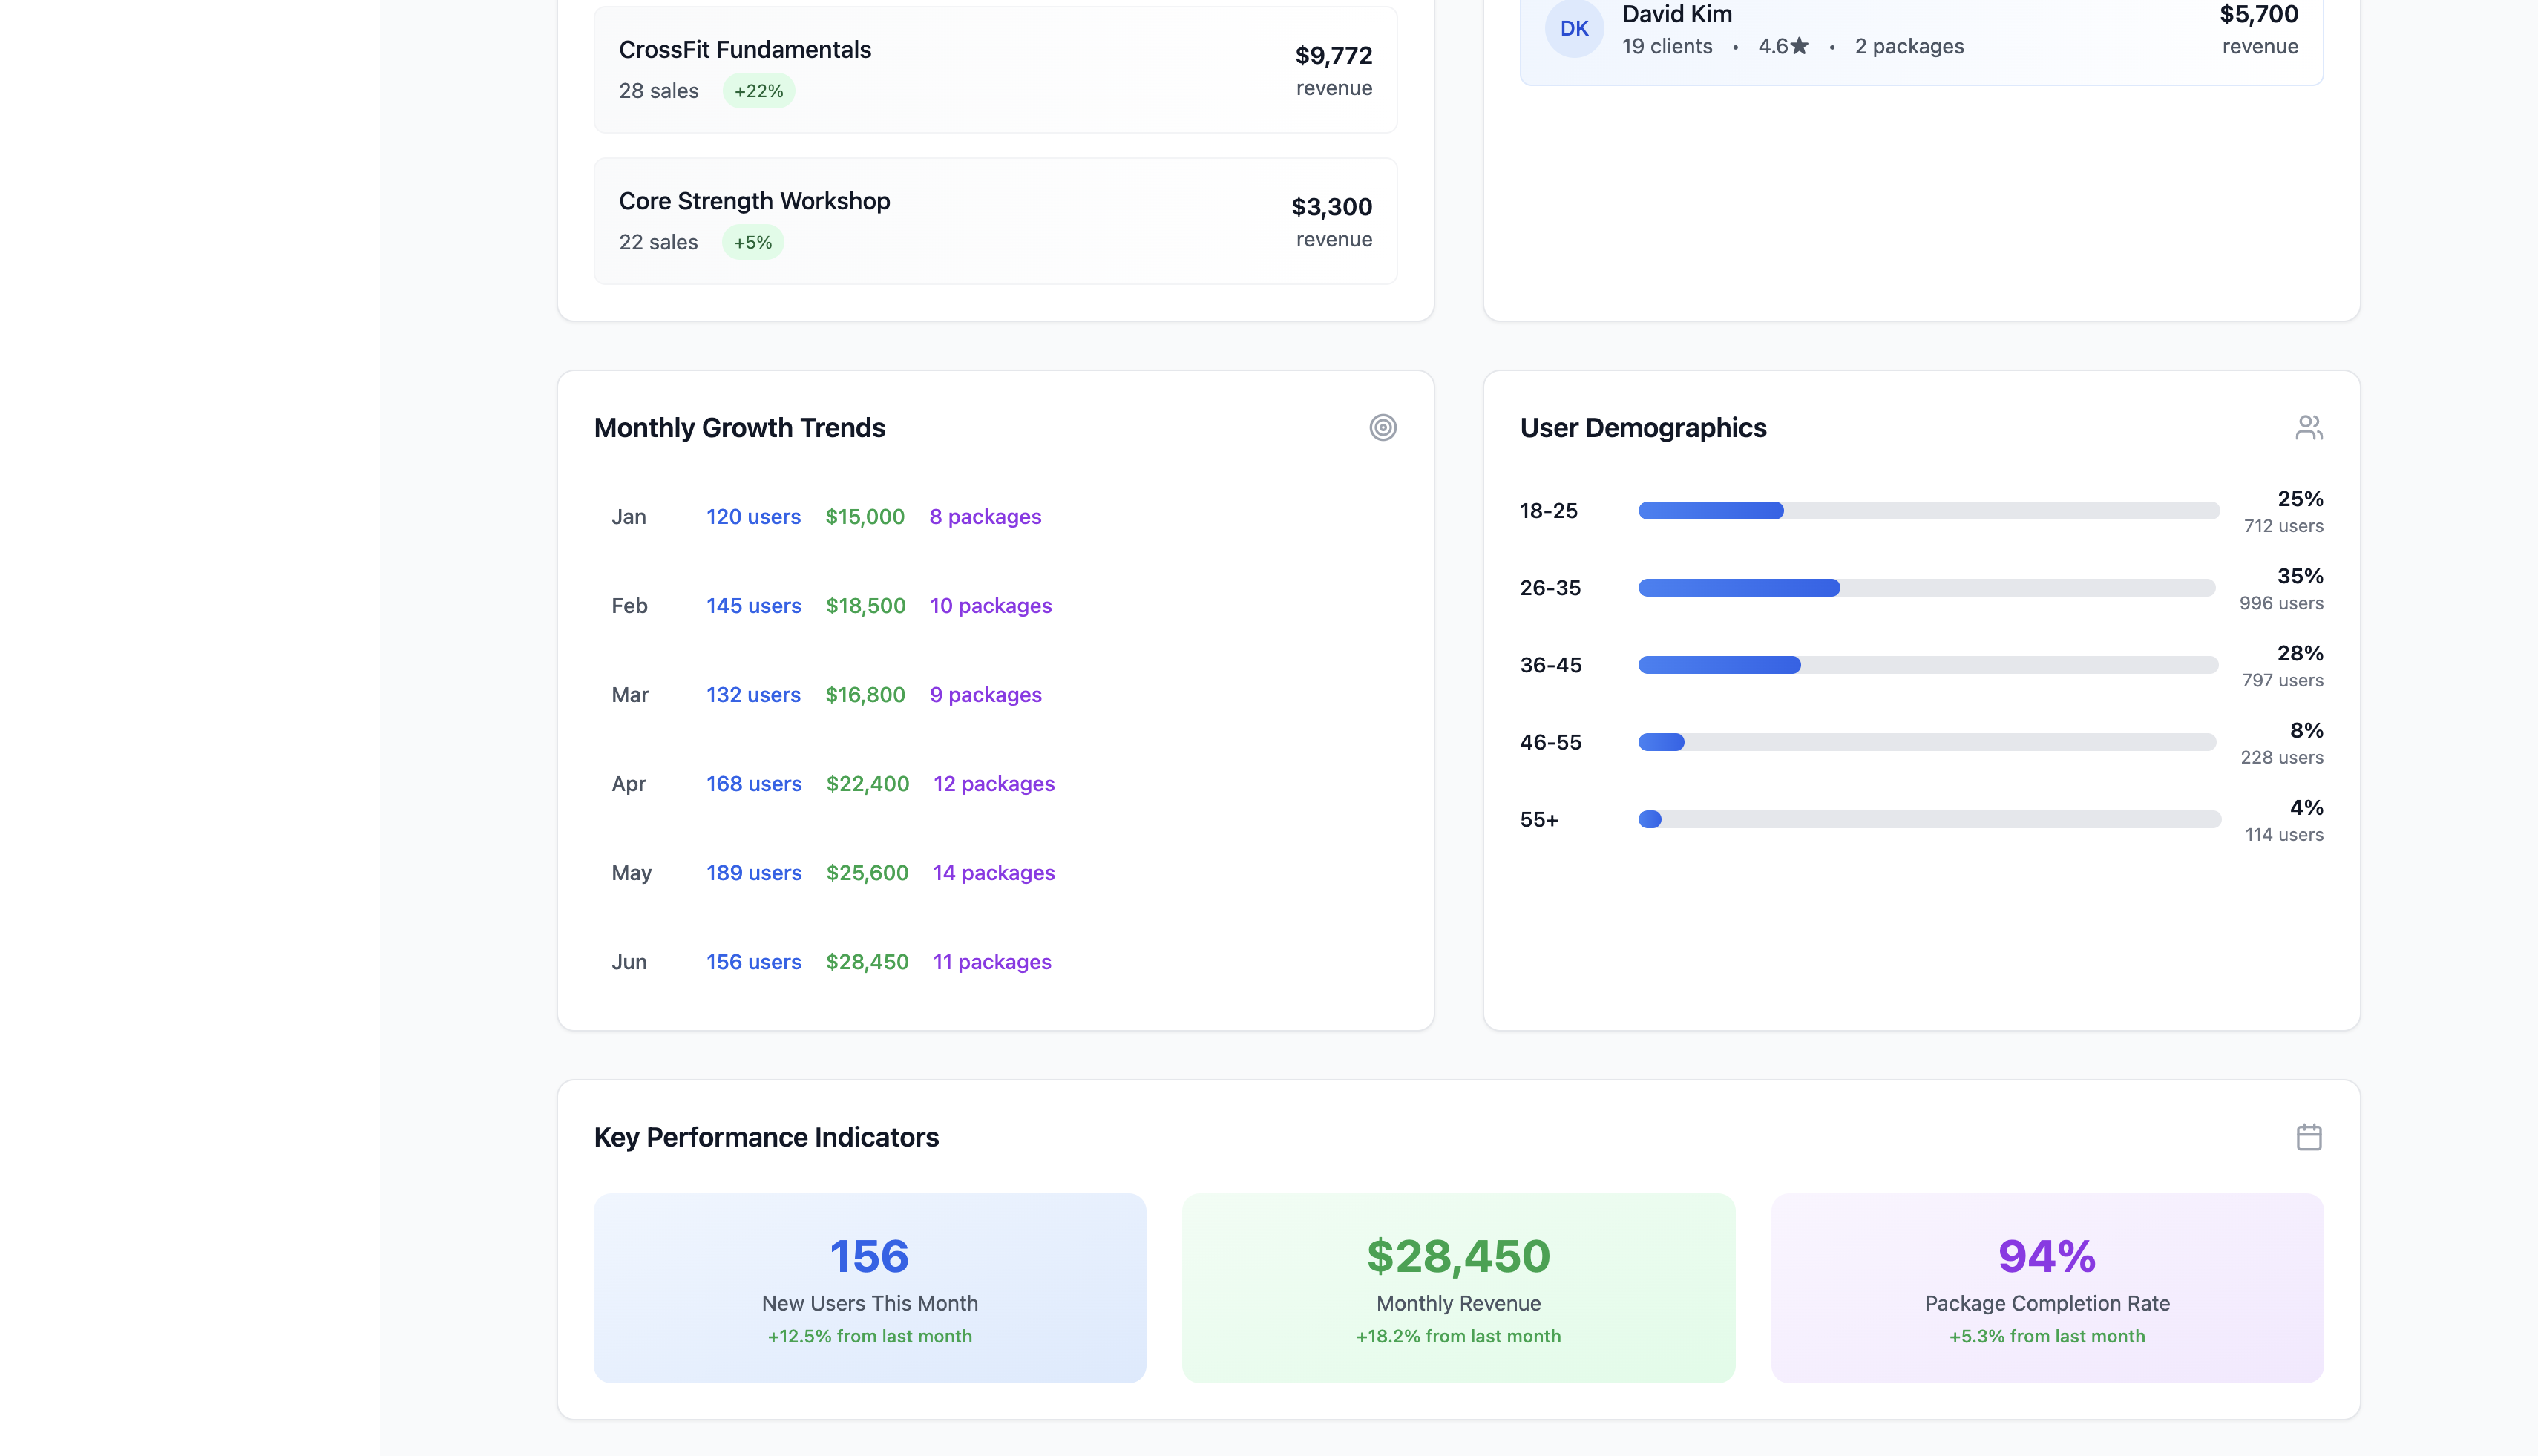 CrossFit Fundamentals
28 sales +22%
$9,772
revenue
Core Strength Workshop
22 sales +5%
$3,300
revenue
DK
David Kim
19 clients • 4.6★ • 2 packages
$5,700
revenue
Monthly Growth Trends
Jan 120 users $15,000 8 packages
Feb 145 users $18,500 10 packages
Mar 132 users $16,800 9 packages
Apr 168 users $22,400 12 packages
May 189 users $25,600 14 packages
Jun 156 users $28,450 11 packages
User Demographics
18-25 25%
712 users
26-35 35%
996 users
36-45 28%
797 users
46-55 8%
228 users
55+ 4%
114 users
Key Performance Indicators
156
New Users This Month
+12.5% from last month
$28,450
Monthly Revenue
+18.2% from last month
94%
Package Completion Rate
+5.3% from last month